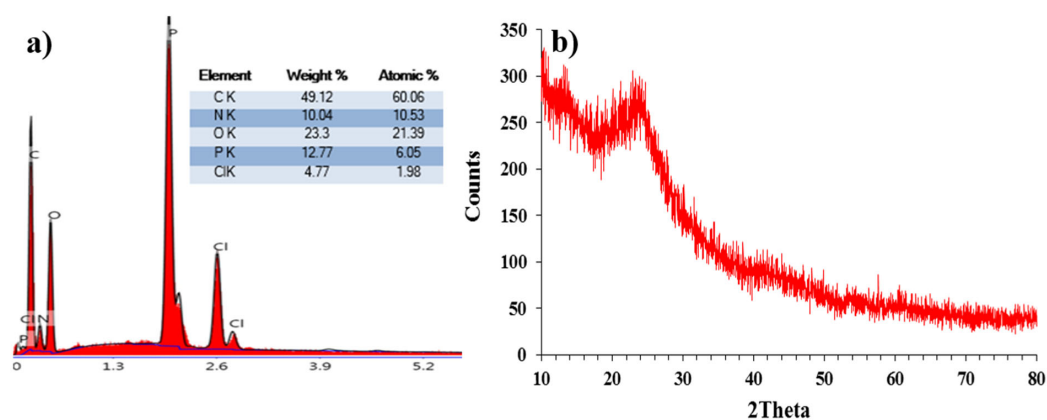 a)
P
Element Weight % Atomic %
C K 49.12 60.06
N K 10.04 10.53
O K 23.3 21.39
P K 12.77 6.05
ClK 4.77 1.98
C
O
Cl
Cl N
Cl
P
0 1.3 2.6 3.9 5.2
b)
Counts
350
300
250
200
150
100
50
0
10 20 30 40 50 60 70 80
2Theta